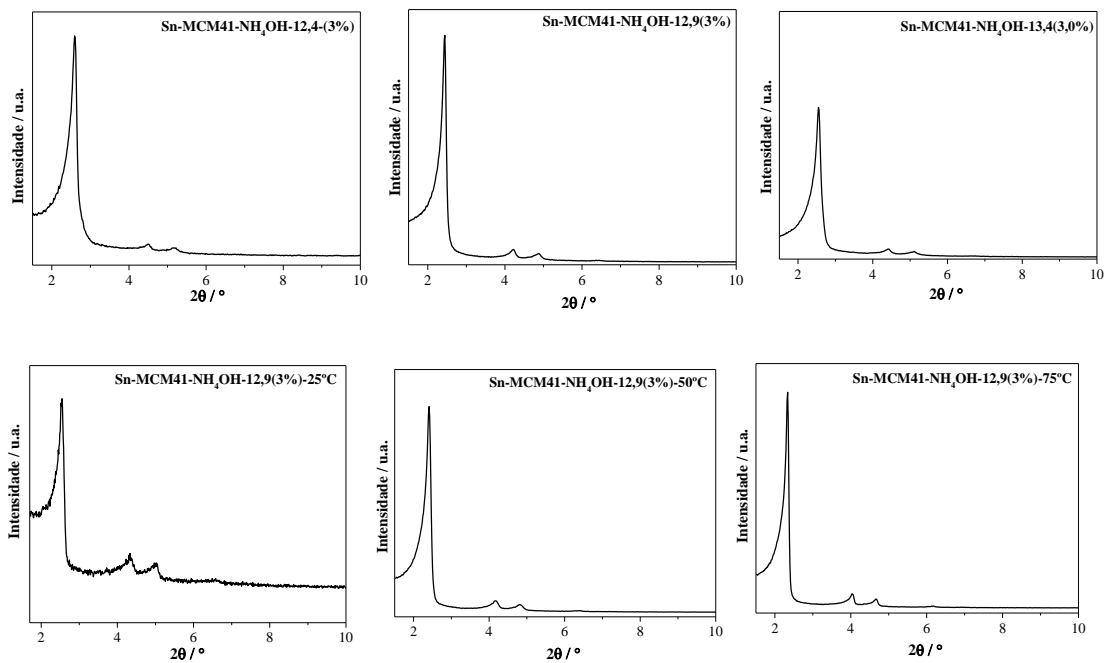 Sn-MCM41-NH₄OH-12,4-(3%)
Intensidade / u.a.
2 4 6 8 10
2θ / °
Sn-MCM41-NH₄OH-12,9(3%)
Intensidade / u.a.
2 4 6 8 10
2θ / °
Sn-MCM41-NH₄OH-13,4(3,0%)
Intensidade / u.a.
2 4 6 8 10
2θ / °
Sn-MCM41-NH₄OH-12,9(3%)-25ºC
Intensidade / u.a.
2 4 6 8 10
2θ / °
Sn-MCM41-NH₄OH-12,9(3%)-50ºC
Intensidade / u.a.
2 4 6 8 10
2θ / °
Sn-MCM41-NH₄OH-12,9(3%)-75ºC
Intensidade / u.a.
2 4 6 8 10
2θ / °